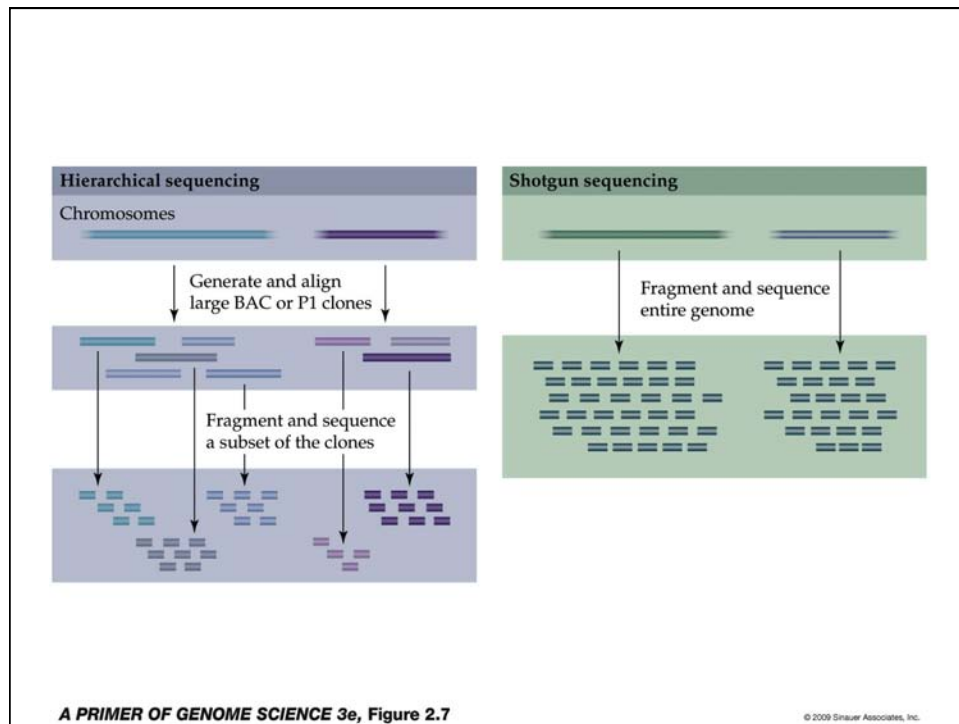 Hierarchical sequencing
Chromosomes
Generate and align
large BAC or P1 clones
Fragment and sequence
a subset of the clones
Shotgun sequencing
Fragment and sequence
entire genome
A PRIMER OF GENOME SCIENCE 3e, Figure 2.7
© 2009 Sinauer Associates, Inc.